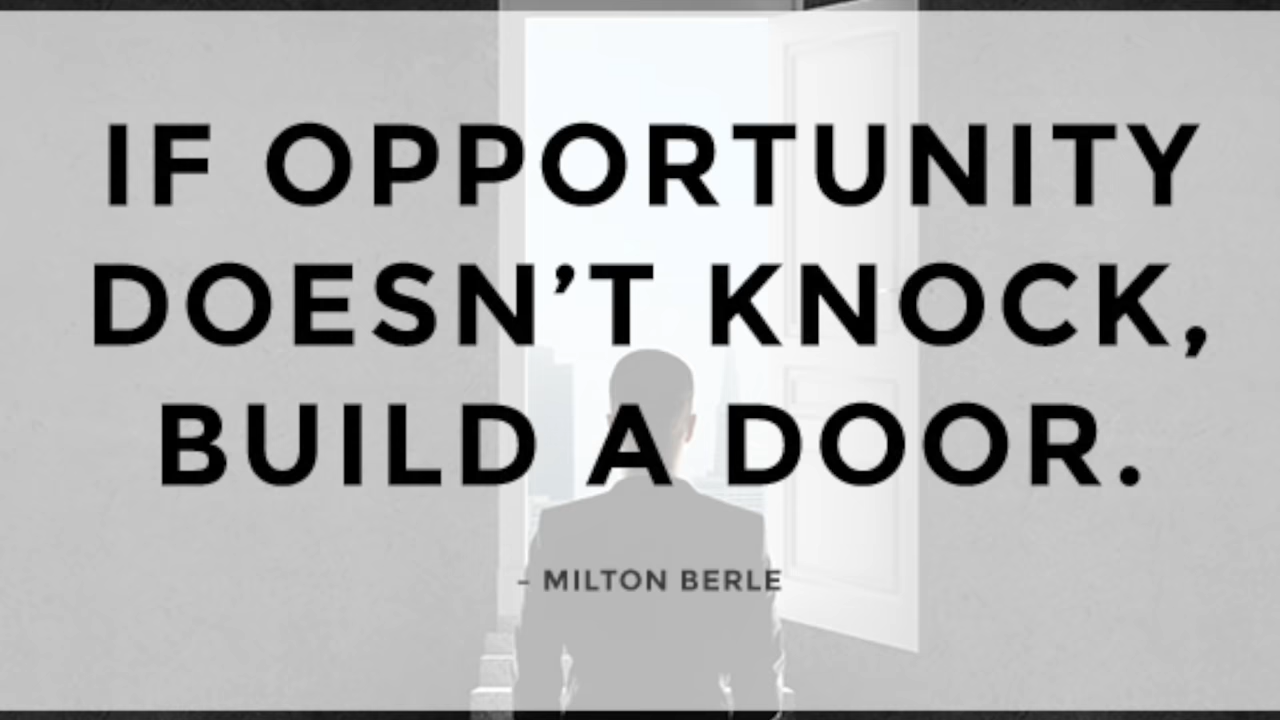 IF OPPORTUNITY
DOESN’T KNOCK,
BUILD A DOOR.
- MILTON BERLE